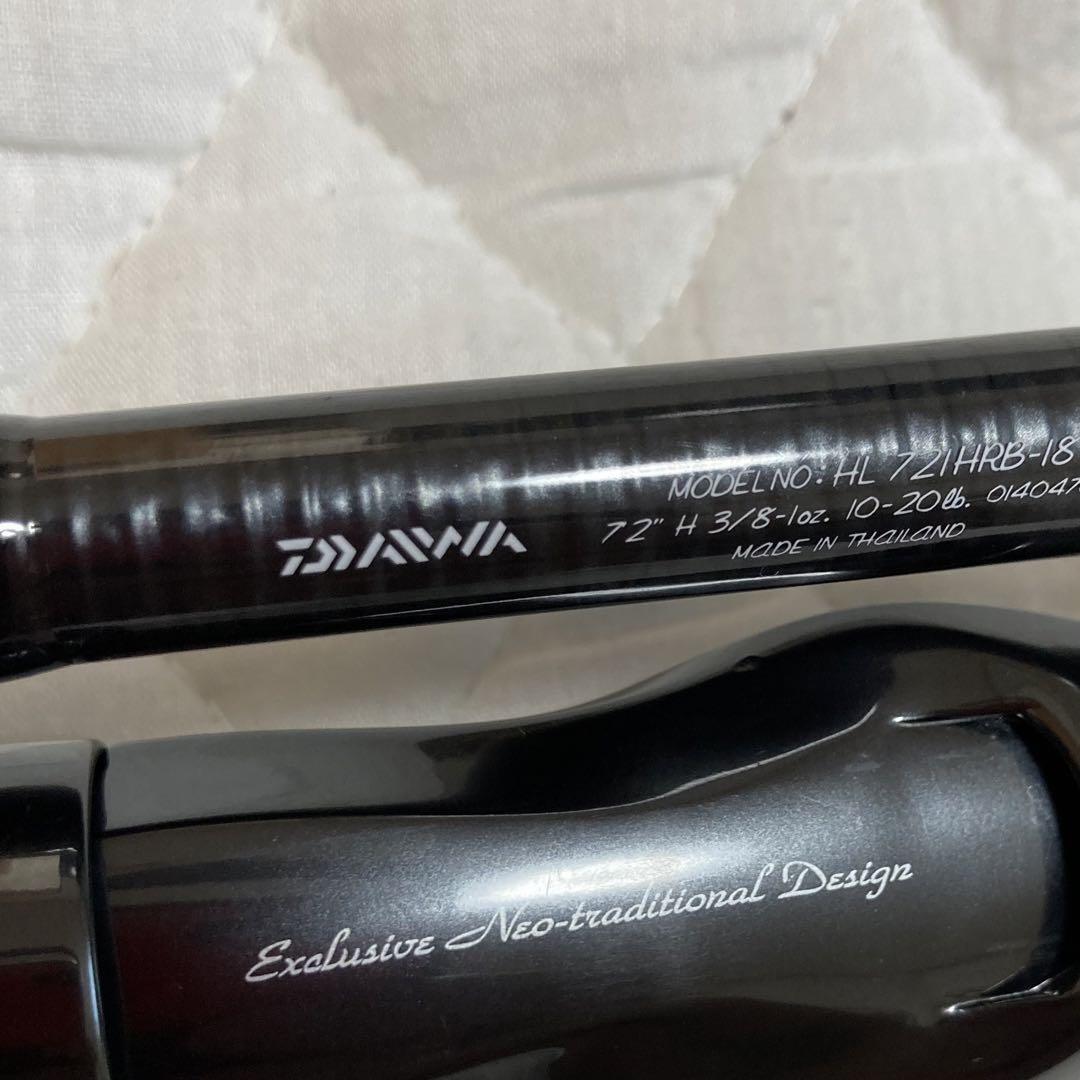 DAIWA
MODEL NO: HL 721HRB-18
7'2" H 3/8-1oz. 10-20lb. 014047
MADE IN THAILAND
Exclusive Neo-traditional Design